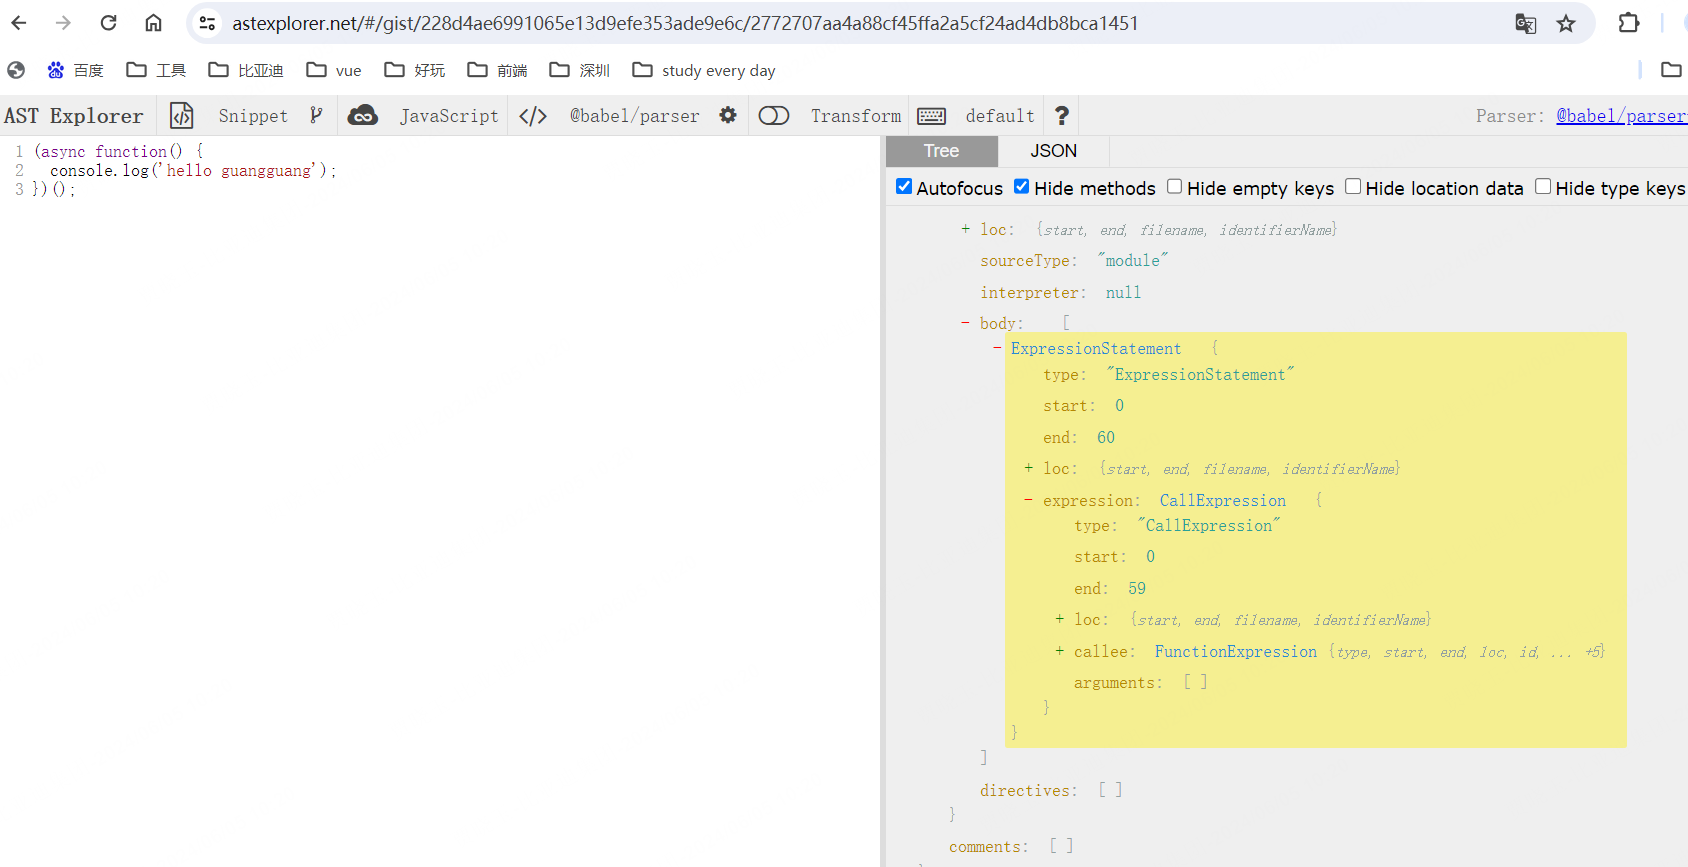 astexplorer.net/#/gist/228d4ae6991065e13d9efe353ade9e6c/2772707aa4a88cf45ffa2a5cf24ad4db8bca1451
百度 工具 比亚迪 vue 好玩 前端 深圳 study every day
AST Explorer Snippet JavaScript </> @babel/parser Transform default ? Parser: @babel/parser
1 (async function() {
2 console.log('hello guangguang');
3 })();
Tree JSON
Autofocus Hide methods Hide empty keys Hide location data Hide type keys
+ loc: {start, end, filename, identifierName}
sourceType: "module"
interpreter: null
- body: [
- ExpressionStatement {
type: "ExpressionStatement"
start: 0
end: 60
+ loc: {start, end, filename, identifierName}
- expression: CallExpression {
type: "CallExpression"
start: 0
end: 59
+ loc: {start, end, filename, identifierName}
+ callee: FunctionExpression {type, start, end, loc, id, ... +5}
arguments: [ ]
}
}
]
directives: [ ]
}
comments: [ ]